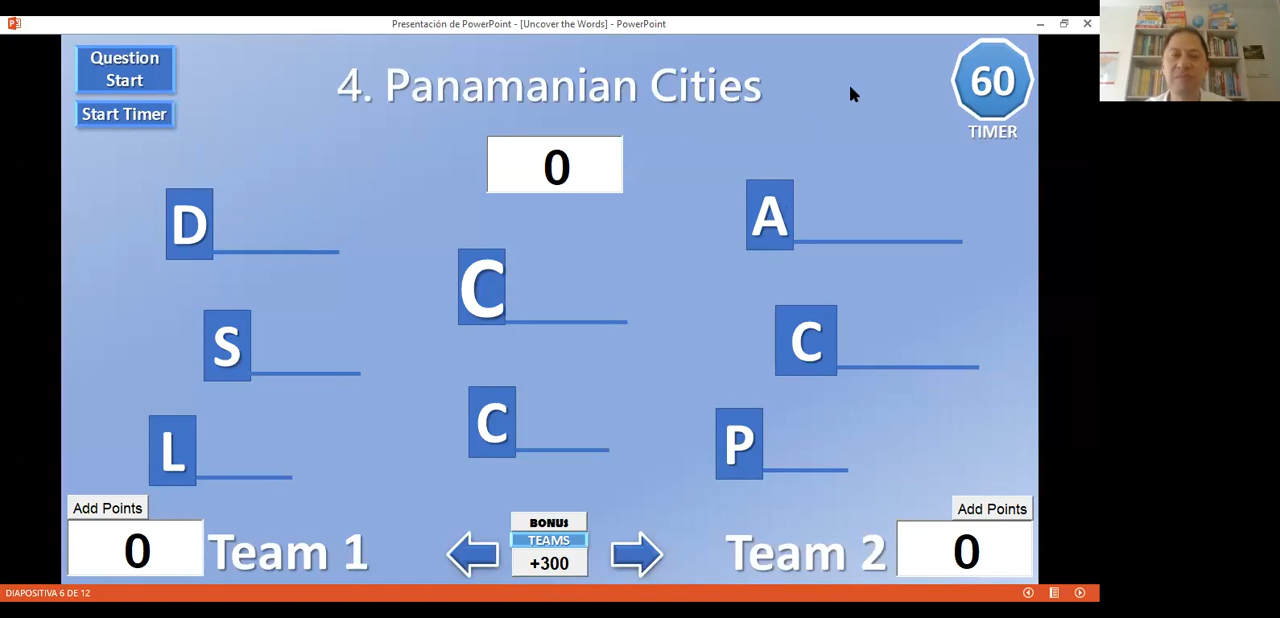 Presentación de PowerPoint - [Uncover the Words] - PowerPoint
Question
Start
Start Timer
4. Panamanian Cities
60
TIMER
0
D
A
C
S
C
C
L
P
Add Points
0
Team 1
BONUS
TEAMS
+300
Team 2
Add Points
0
DIAPOSITIVA 6 DE 12